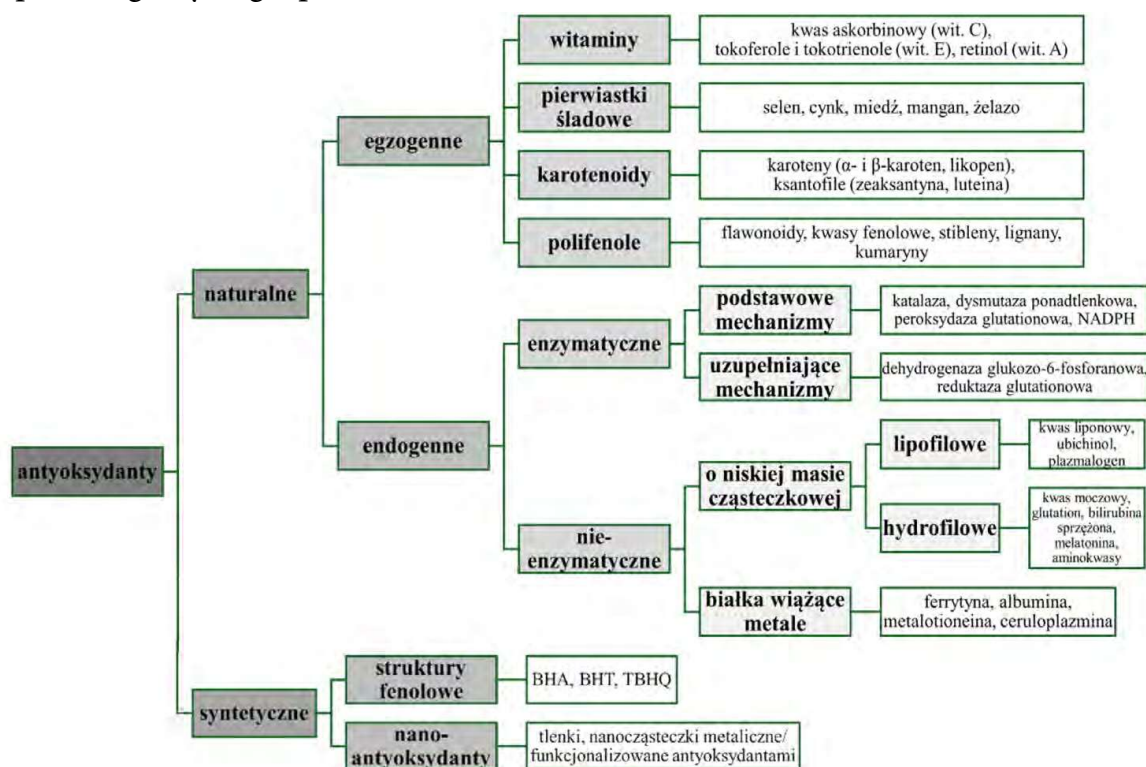 witaminy
kwas askorbinowy (wit. C),
tokoferole i tokotrienole (wit. E), retinol (wit. A)
pierwiastki
śladowe
selen, cynk, miedź, mangan, żelazo
egzogenne
karotenoidy
karoteny (α- i β-karoten, likopen),
ksantofile (zeaksantyna, luteina)
polifenole
flawonoidy, kwasy fenolowe, stibleny, lignany,
kumaryny
naturalne
podstawowe
mechanizmy
katalaza, dysmutaza ponadtlenkowa,
peroksydaza glutationowa, NADPH
enzymatyczne
uzupełniające
mechanizmy
dehydrogenaza glukozo-6-fosforanowa,
reduktaza glutationowa
endogenne
antyoksydanty
o niskiej masie
cząsteczkowej
lipofilowe
kwas liponowy,
ubichinol,
plazmalogen
hydrofilowe
kwas moczowy,
glutation, bilirubina
sprzężona,
melatonina,
aminokwasy
nie-
enzymatyczne
białka wiążące
metale
ferrytyna, albumina,
metalotioneina, ceruloplazmina
struktury
fenolowe
BHA, BHT, TBHQ
syntetyczne
nano-
antyoksydanty
tlenki, nanocząsteczki metaliczne/
funkcjonalizowane antyoksydantami